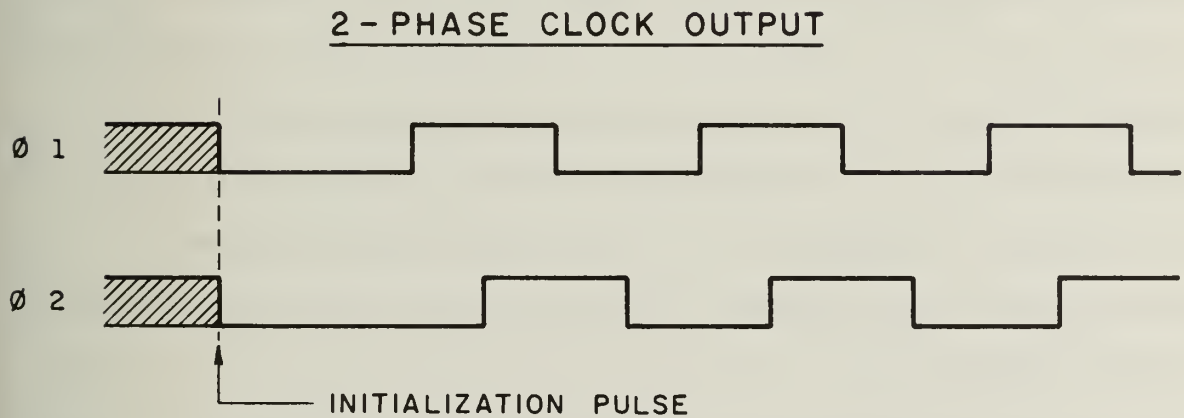 2-PHASE CLOCK OUTPUT
Ø 1
Ø 2
INITIALIZATION PULSE